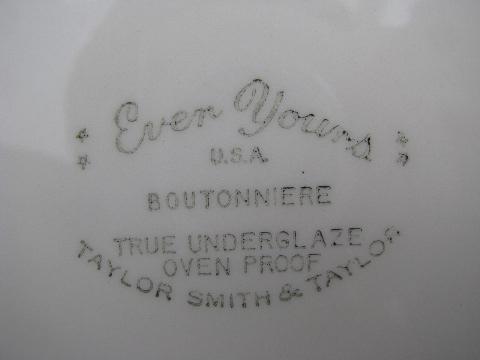 Ever Yours
U.S.A.
BOUTONNIERE
TRUE UNDERGLAZE
OVEN PROOF
TAYLOR SMITH & TAYLOR